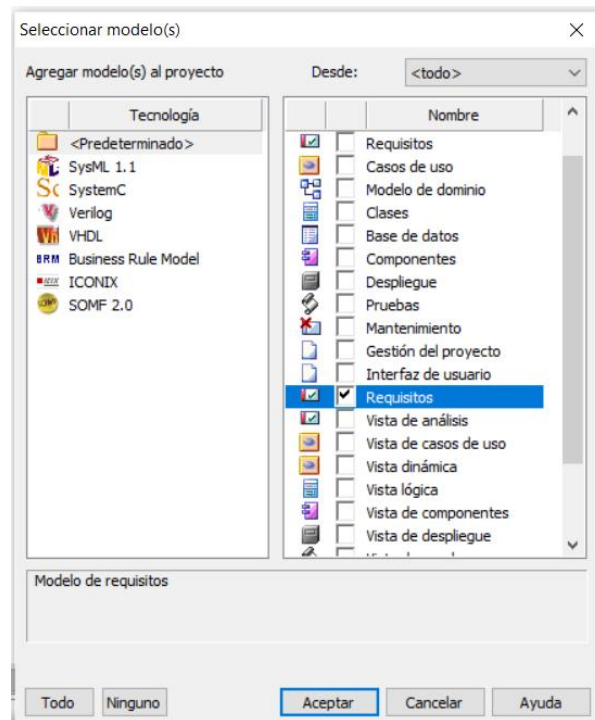 Seleccionar modelo(s)
Agregar modelo(s) al proyecto
Desde:
<todo>
Tecnología
<Predeterminado>
SysML 1.1
SystemC
Verilog
VHDL
BRM Business Rule Model
ICONIX
SOMF 2.0
Nombre
Requisitos
Casos de uso
Modelo de dominio
Clases
Base de datos
Componentes
Despliegue
Pruebas
Mantenimiento
Gestión del proyecto
Interfaz de usuario
Requisitos
Vista de análisis
Vista de casos de uso
Vista dinámica
Vista lógica
Vista de componentes
Vista de despliegue
Modelo de requisitos
Todo
Ninguno
Aceptar
Cancelar
Ayuda